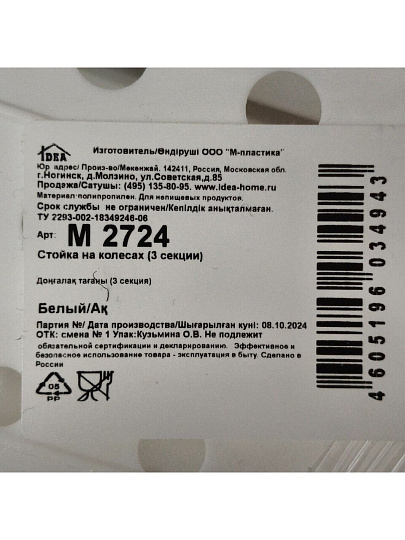 IDEA
Изготовитель/Өндіруші ООО "М-пластика"
Юр. адрес/ Произ-во/Мекенжай. 142411, Россия, Московская обл.
г.Ногинск, д.Молзино, ул.Советская,д.85
Продажа/Сатушы: (495) 135-80-95. www.idea-home.ru
Материал:полипропилен. Для непищевых продуктов.
Срок службы не ограничен/Кепілдік анықталмаған.
ТУ 2293-002-18349246-06
Арт: М 2724
Стойка на колесах (3 секции)
Доңғалақ тағаны (3 секция)
Белый/Ақ
Партия №/ Дата производства/Шығарылған куні: 08.10.2024
ОТК: смена № 1 Упак:Кузьмина О.В. Не подлежит
обязательной сертификации и декларированию. Эффективное и
безопасное использование товара - эксплуатация в быту. Сделано в
России
05
PP
4605196034943